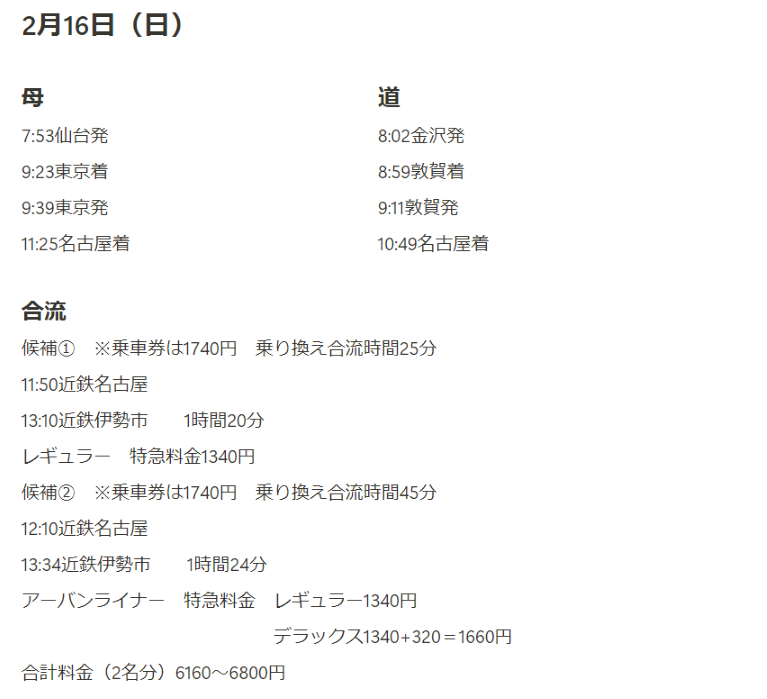 2月16日（日）
母
7:53仙台発
9:23東京着
9:39東京発
11:25名古屋着
道
8:02金沢発
8:59敦賀着
9:11敦賀発
10:49名古屋着
合流
候補①　※乗車券は1740円　乗り換え合流時間25分
11:50近鉄名古屋
13:10近鉄伊勢市　　1時間20分
レギュラー　特急料金1340円
候補②　※乗車券は1740円　乗り換え合流時間45分
12:10近鉄名古屋
13:34近鉄伊勢市　　1時間24分
アーバンライナー　特急料金　レギュラー1340円
デラックス1340+320＝1660円
合計料金（2名分）6160～6800円